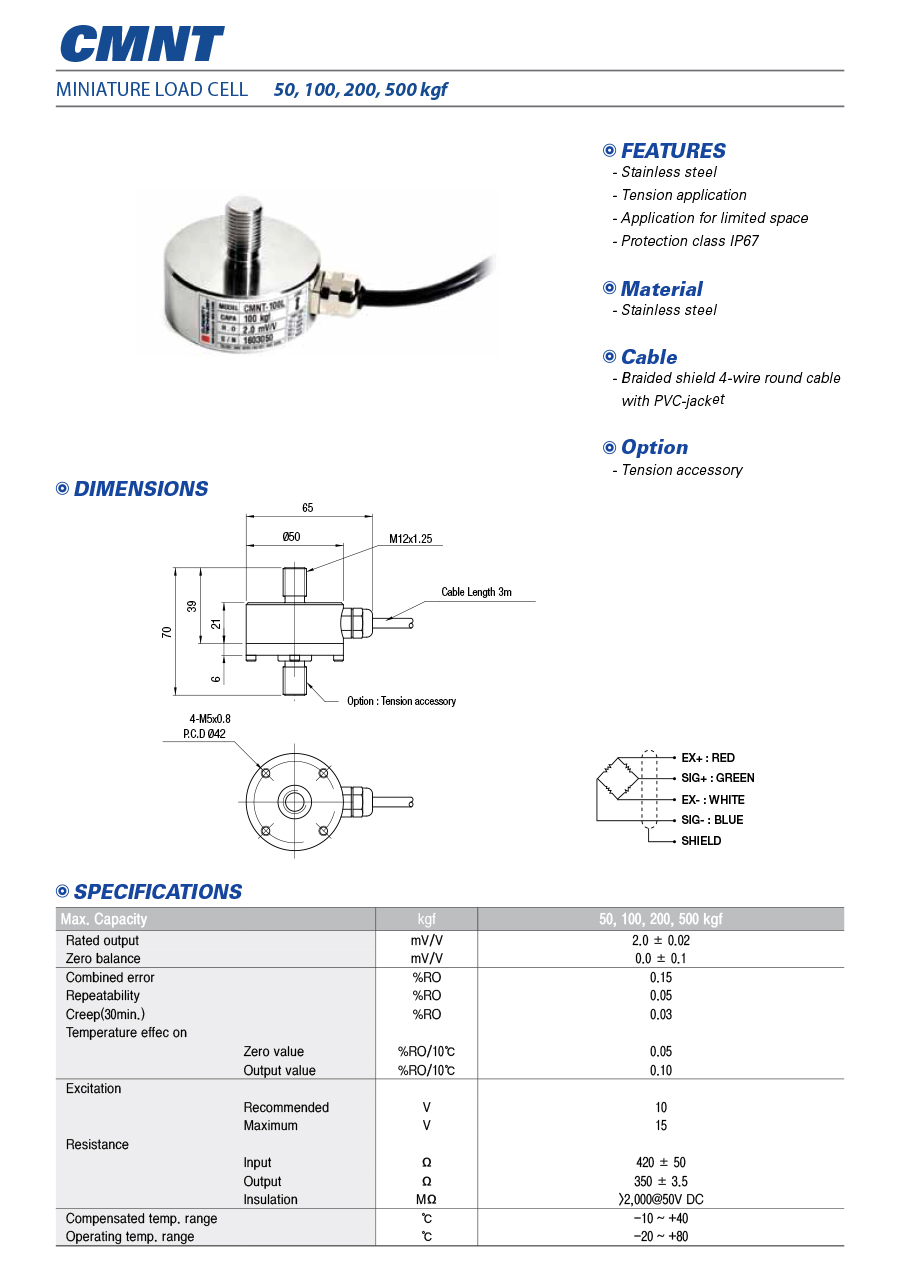 CMNT
MINIATURE LOAD CELL 50, 100, 200, 500 kgf
FEATURES
- Stainless steel
- Tension application
- Application for limited space
- Protection class IP67
Material
- Stainless steel
Cable
- Braided shield 4-wire round cable
with PVC-jacket
Option
- Tension accessory
MODEL CMNT-100L
CAPA 100 kgf
R.O 2.0 mV/V
S/N 1603050
DIMENSIONS
65
Ø50
M12x1.25
Cable Length 3m
70
39
21
6
Option : Tension accessory
4-M5x0.8
P.C.D Ø42
EX+ : RED
SIG+ : GREEN
EX- : WHITE
SIG- : BLUE
SHIELD
SPECIFICATIONS
Max. Capacity kgf 50, 100, 200, 500 kgf
Rated output mV/V 2.0 ± 0.02
Zero balance mV/V 0.0 ± 0.1
Combined error %RO 0.15
Repeatability %RO 0.05
Creep(30min.) %RO 0.03
Temperature effec on
Zero value %RO/10℃ 0.05
Output value %RO/10℃ 0.10
Excitation
Recommended V 10
Maximum V 15
Resistance
Input Ω 420 ± 50
Output Ω 350 ± 3.5
Insulation MΩ >2,000@50V DC
Compensated temp. range ℃ -10 ~ +40
Operating temp. range ℃ -20 ~ +80